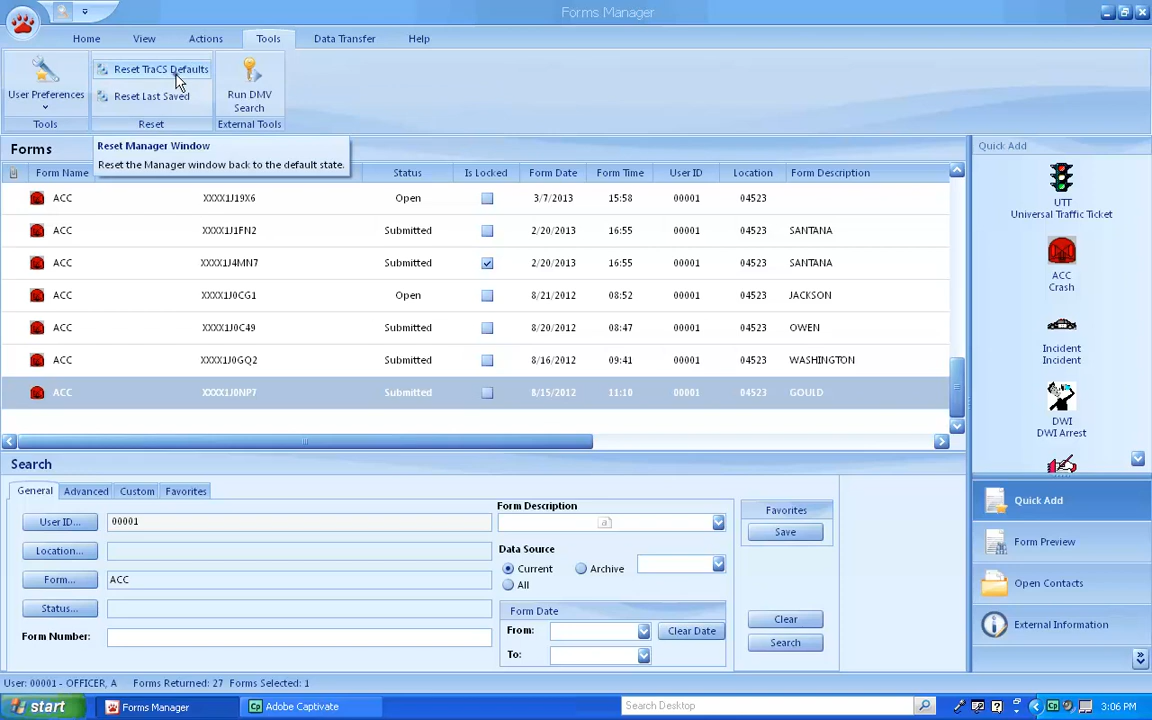 Forms Manager
Home View Actions Tools Data Transfer Help
User Preferences
Reset TraCS Defaults
Reset Last Saved
Run DMV Search
Tools Reset External Tools
Reset Manager Window
Reset the Manager window back to the default state.
Forms
Form Name Status Is Locked Form Date Form Time User ID Location Form Description
ACC XXXX1J19X6 Open 3/7/2013 15:58 00001 04523
ACC XXXX1J1FN2 Submitted 2/20/2013 16:55 00001 04523 SANTANA
ACC XXXX1J4MN7 Submitted 2/20/2013 16:55 00001 04523 SANTANA
ACC XXXX1J0CG1 Open 8/21/2012 08:52 00001 04523 JACKSON
ACC XXXX1J0C49 Submitted 8/20/2012 08:47 00001 04523 OWEN
ACC XXXX1J0GQ2 Submitted 8/16/2012 09:41 00001 04523 WASHINGTON
ACC XXXX1J0NP7 Submitted 8/15/2012 11:10 00001 04523 GOULD
Quick Add
UTT
Universal Traffic Ticket
ACC
Crash
Incident
Incident
DWI
DWI Arrest
Quick Add
Form Preview
Open Contacts
External Information
Search
General Advanced Custom Favorites
User ID... 00001
Location...
Form... ACC
Status...
Form Number:
Form Description
a
Data Source
Current Archive
All
Form Date
From: Clear Date
To:
Favorites
Save
Clear
Search
User: 00001 - OFFICER, A Forms Returned: 27 Forms Selected: 1
start Forms Manager Cp Adobe Captivate Search Desktop ? Cp 3:06 PM